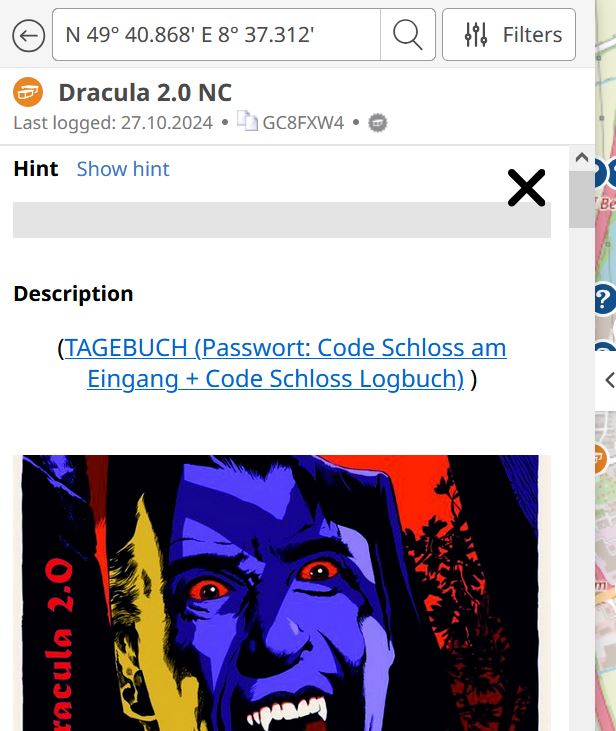 N 49° 40.868' E 8° 37.312'
Filters
Dracula 2.0 NC
Last logged: 27.10.2024 • GC8FXW4 •
Hint Show hint
Description
(TAGEBUCH (Passwort: Code Schloss am
Eingang + Code Schloss Logbuch) )
racula 2.0